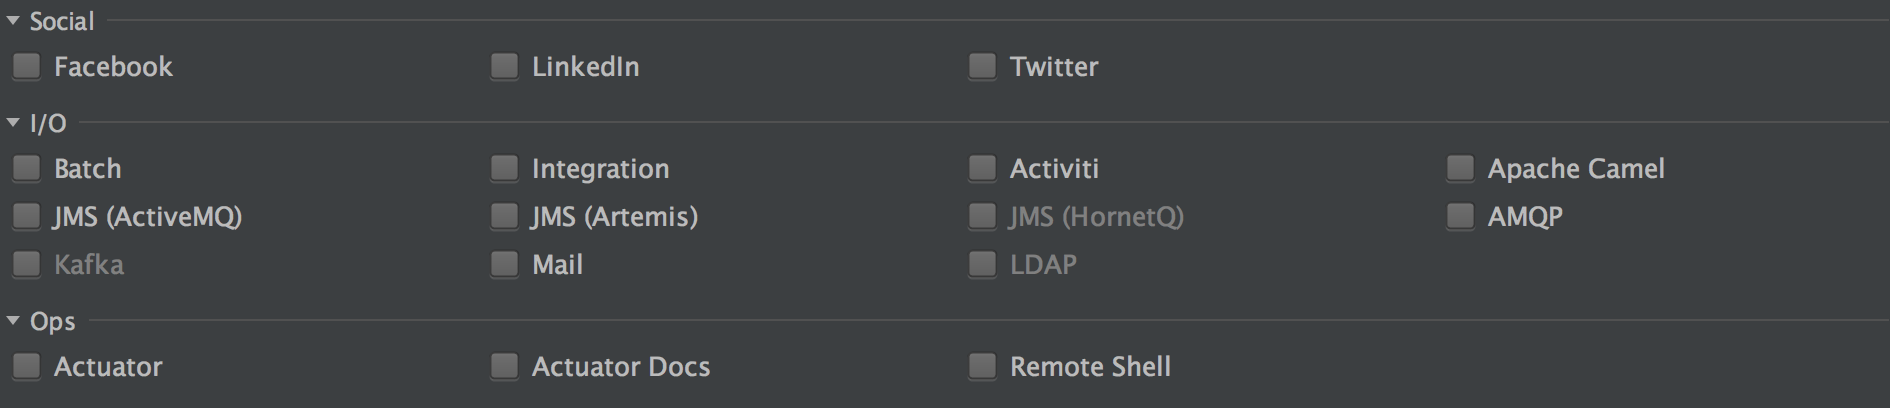 Social
Facebook LinkedIn Twitter
I/O
Batch Integration Activiti Apache Camel
JMS (ActiveMQ) JMS (Artemis) JMS (HornetQ) AMQP
Kafka Mail LDAP
Ops
Actuator Actuator Docs Remote Shell